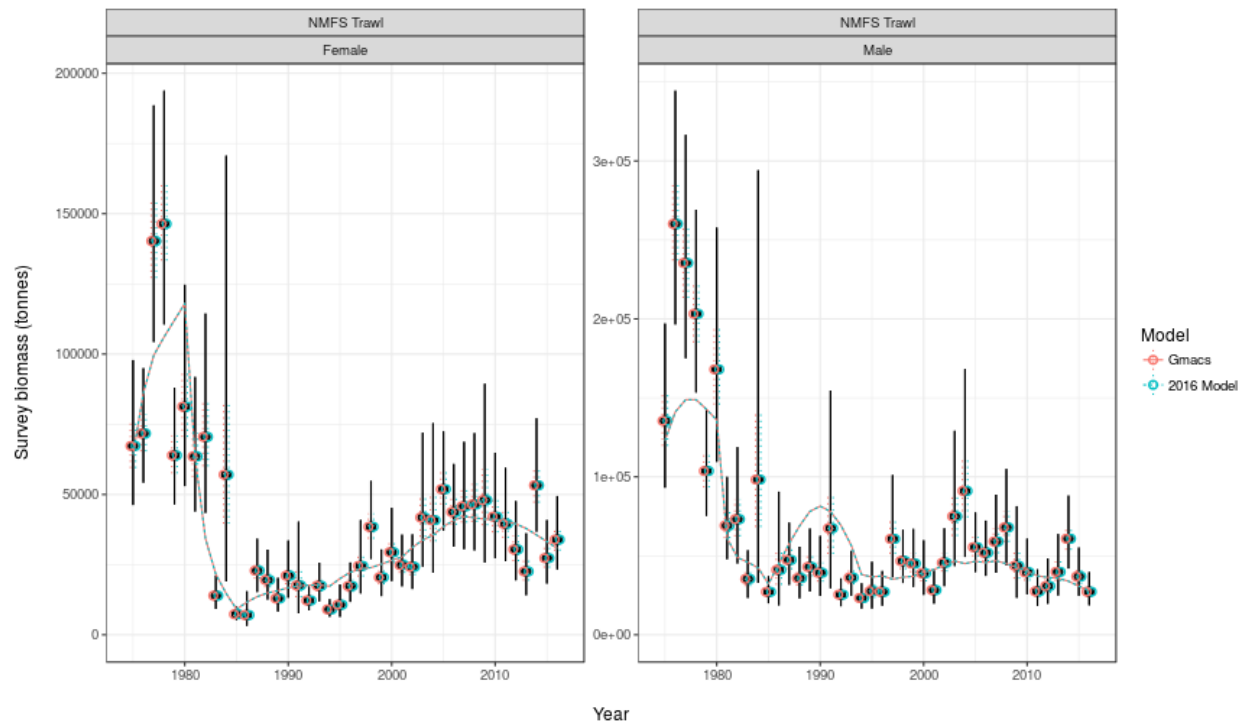 NMFS Trawl
NMFS Trawl
Female
Male
200000
150000
100000
50000
0
3e+05
2e+05
1e+05
0e+00
Survey biomass (tonnes)
1980
1990
2000
2010
1980
1990
2000
2010
Year
Model
Gmacs
2016 Model